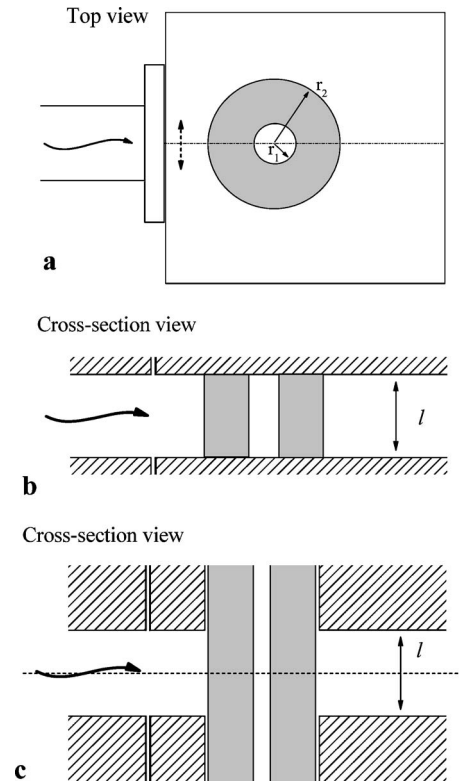 Top view
r₂
r₁
a
Cross-section view
l
b
Cross-section view
l
c